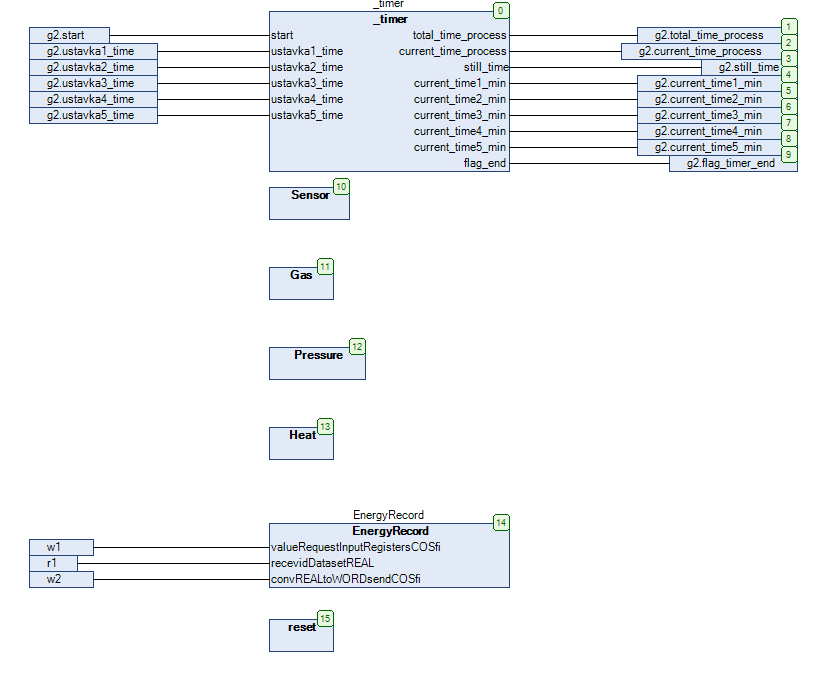 _timer
0
_timer
1
g2.start start total_time_process g2.total_time_process
2
g2.ustavka1_time ustavka1_time current_time_process g2.current_time_process
3
g2.ustavka2_time ustavka2_time still_time g2.still_time
4
g2.ustavka3_time ustavka3_time current_time1_min g2.current_time1_min
5
g2.ustavka4_time ustavka4_time current_time2_min g2.current_time2_min
6
g2.ustavka5_time ustavka5_time current_time3_min g2.current_time3_min
7
current_time4_min g2.current_time4_min
8
current_time5_min g2.current_time5_min
9
flag_end g2.flag_timer_end
10
Sensor
11
Gas
12
Pressure
13
Heat
EnergyRecord
14
EnergyRecord
w1 valueRequestInputRegistersCOSfi
r1 recevidDatasetREAL
w2 convREALtoWORDsendCOSfi
15
reset